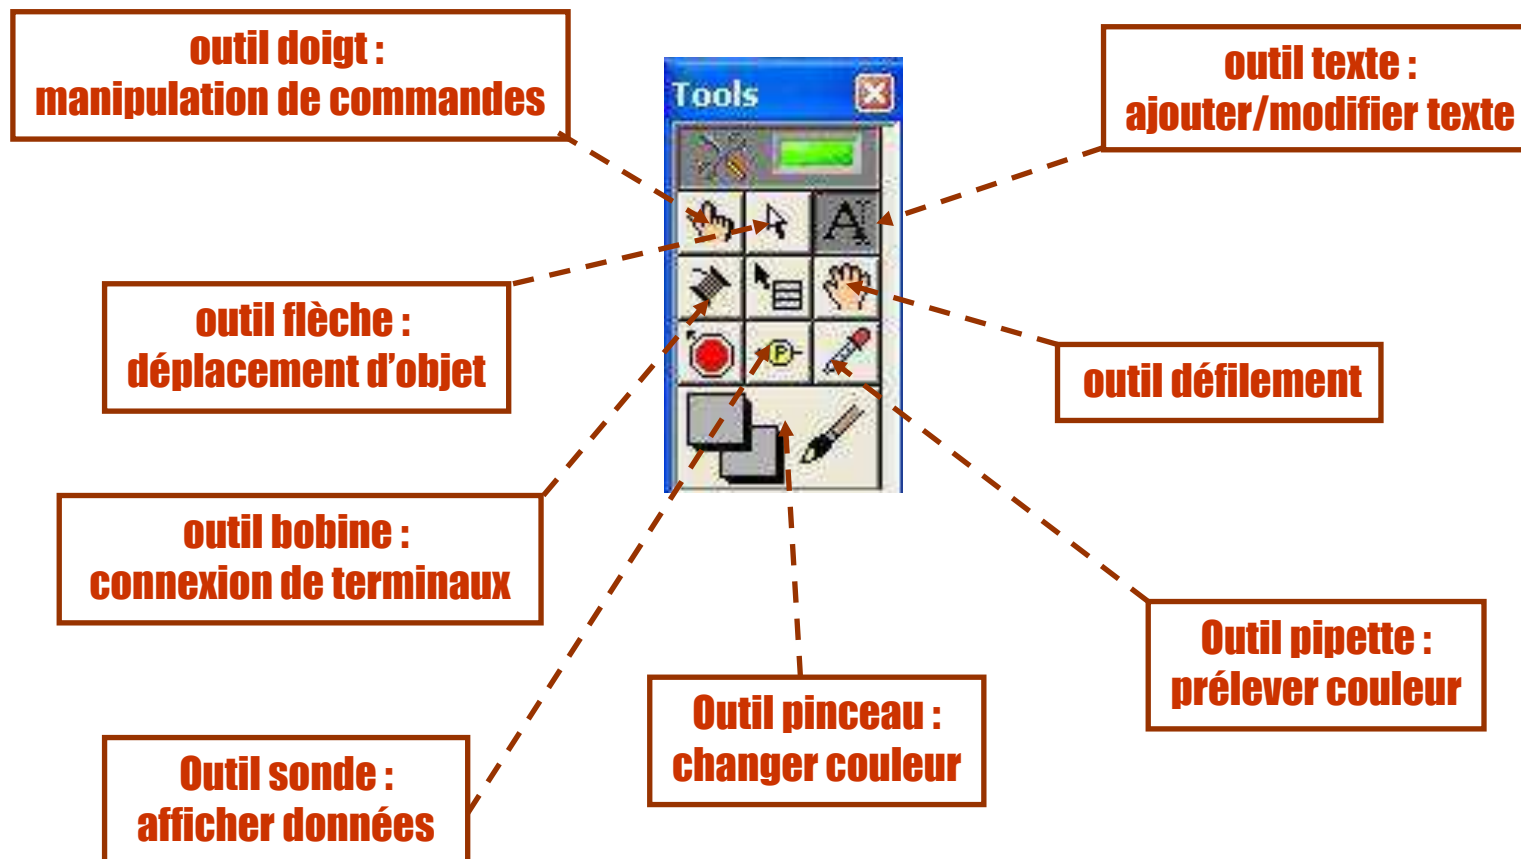 outil doigt :
manipulation de commandes
Tools
outil texte :
ajouter/modifier texte
A
outil flèche :
déplacement d’objet
P
outil défilement
outil bobine :
connexion de terminaux
Outil pipette :
prélever couleur
Outil pinceau :
changer couleur
Outil sonde :
afficher données